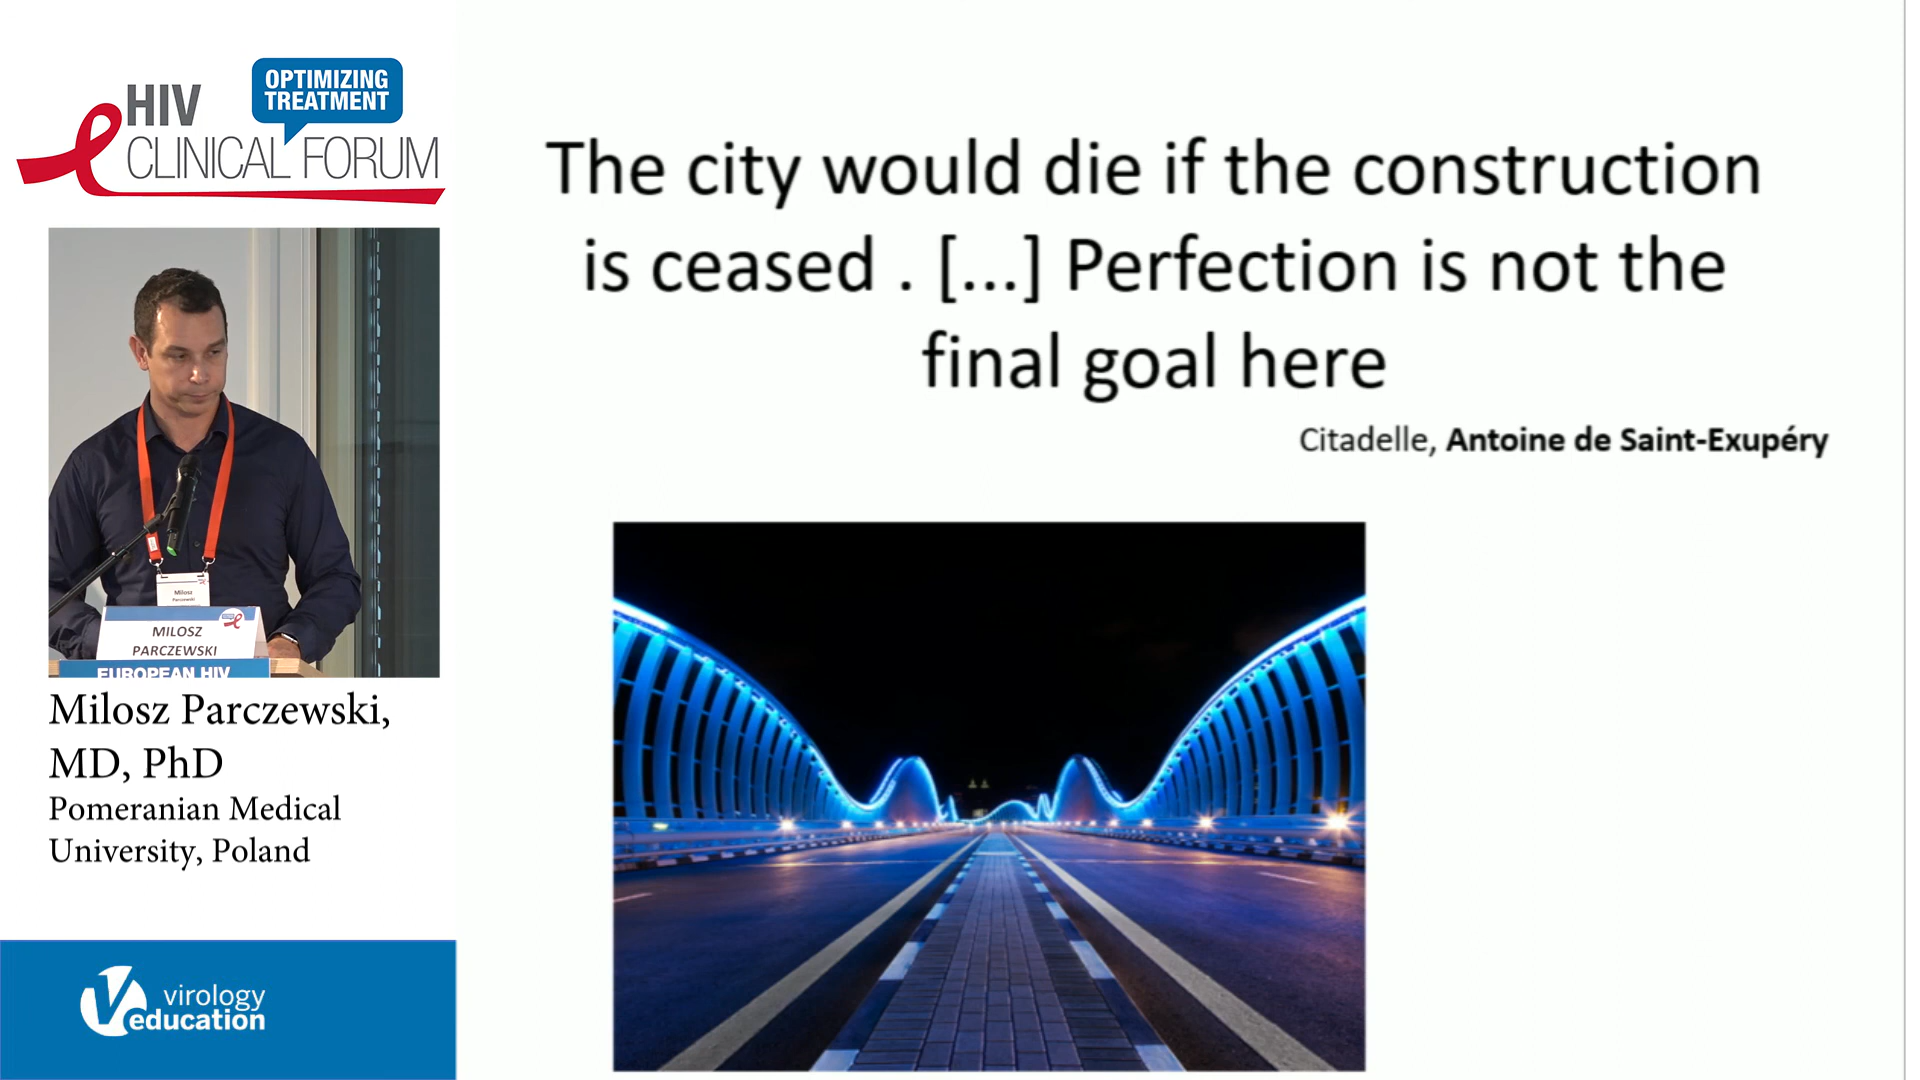 HIV
OPTIMIZING
TREATMENT
CLINICAL FORUM
Milosz
Parczewski
MILOSZ
PARCZEWSKI
EUROPEAN HIV
Milosz Parczewski,
MD, PhD
Pomeranian Medical
University, Poland
virology
education
The city would die if the construction
is ceased . [...] Perfection is not the
final goal here
Citadelle, Antoine de Saint-Exupéry